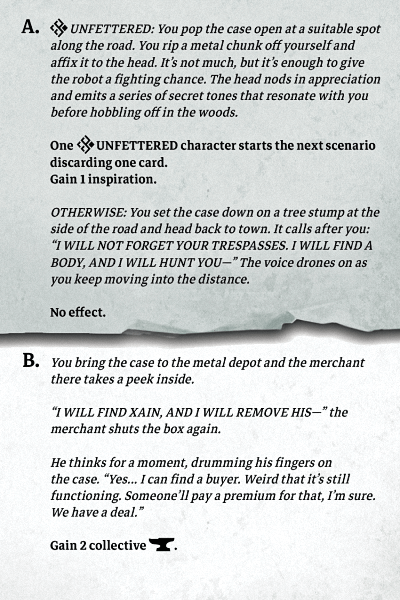 A. UNFETTERED: You pop the case open at a suitable spot
along the road. You rip a metal chunk off yourself and
affix it to the head. It's not much, but it's enough to give
the robot a fighting chance. The head nods in appreciation
and emits a series of secret tones that resonate with you
before hobbling off in the woods.
One UNFETTERED character starts the next scenario
discarding one card.
Gain 1 inspiration.
OTHERWISE: You set the case down on a tree stump at the
side of the road and head back to town. It calls after you:
“I WILL NOT FORGET YOUR TRESPASSES. I WILL FIND A
BODY, AND I WILL HUNT YOU—” The voice drones on as
you keep moving into the distance.
No effect.
B. You bring the case to the metal depot and the merchant
there takes a peek inside.
“I WILL FIND XAIN, AND I WILL REMOVE HIS—” the
merchant shuts the box again.
He thinks for a moment, drumming his fingers on
the case. “Yes... I can find a buyer. Weird that it's still
functioning. Someone'll pay a premium for that, I'm sure.
We have a deal.”
Gain 2 collective .